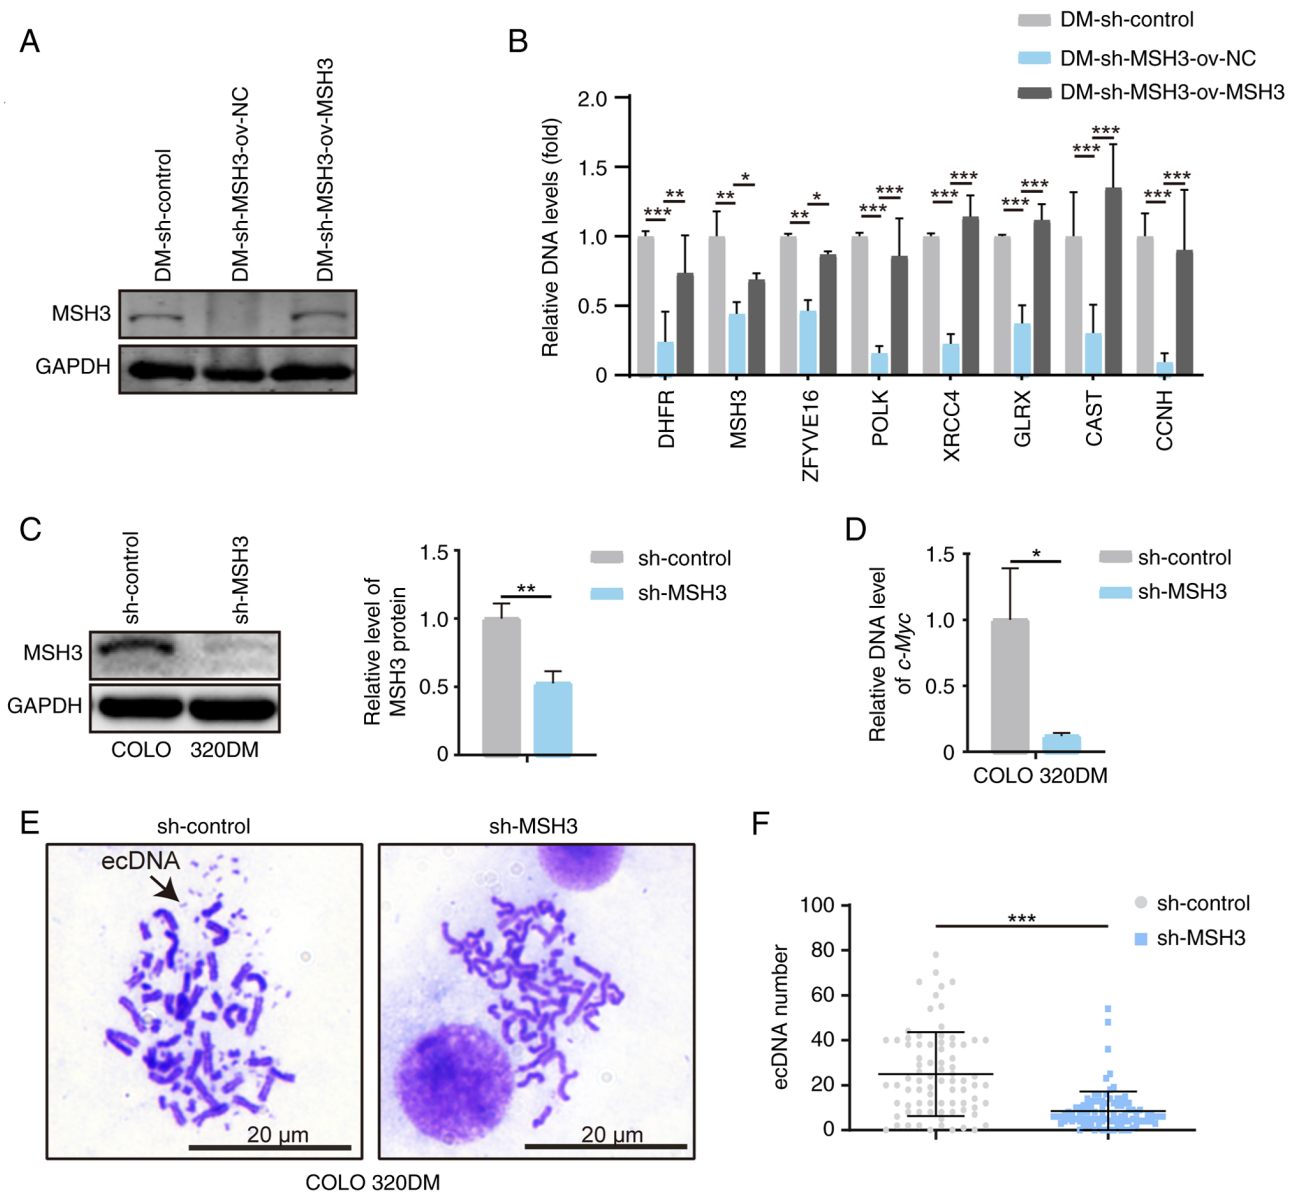 A
DM-sh-control
DM-sh-MSH3-ov-NC
DM-sh-MSH3-ov-MSH3
MSH3
GAPDH
B
DM-sh-control
DM-sh-MSH3-ov-NC
DM-sh-MSH3-ov-MSH3
Relative DNA levels (fold)
2.0
1.5
1.0
0.5
0
*** **
** *
** *
*** ***
*** ***
*** ***
*** ***
*** ***
DHFR
MSH3
ZFYVE16
POLK
XRCC4
GLRX
CAST
CCNH
C
sh-control
sh-MSH3
MSH3
GAPDH
COLO 320DM
Relative level of
MSH3 protein
1.5
1.0
0.5
0
**
sh-control
sh-MSH3
D
Relative DNA level
of c-Myc
1.5
1.0
0.5
0
*
sh-control
sh-MSH3
COLO 320DM
E
sh-control
sh-MSH3
ecDNA
20 μm
20 μm
COLO 320DM
F
ecDNA number
100
80
60
40
20
0
***
sh-control
sh-MSH3